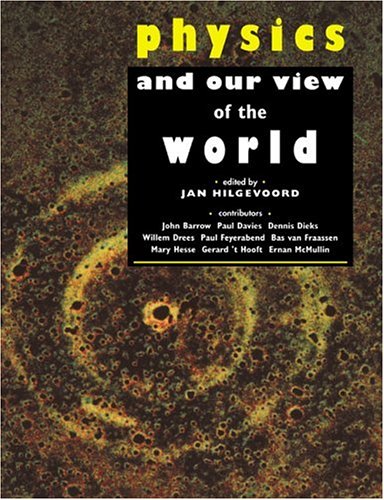 physics
and our view
of the
world
• edited by •
JAN HILGEVOORD
• contributors •
John Barrow Paul Davies Dennis Dieks
Willem Drees Paul Feyerabend Bas van Fraassen
Mary Hesse Gerard 't Hooft Ernan McMullin